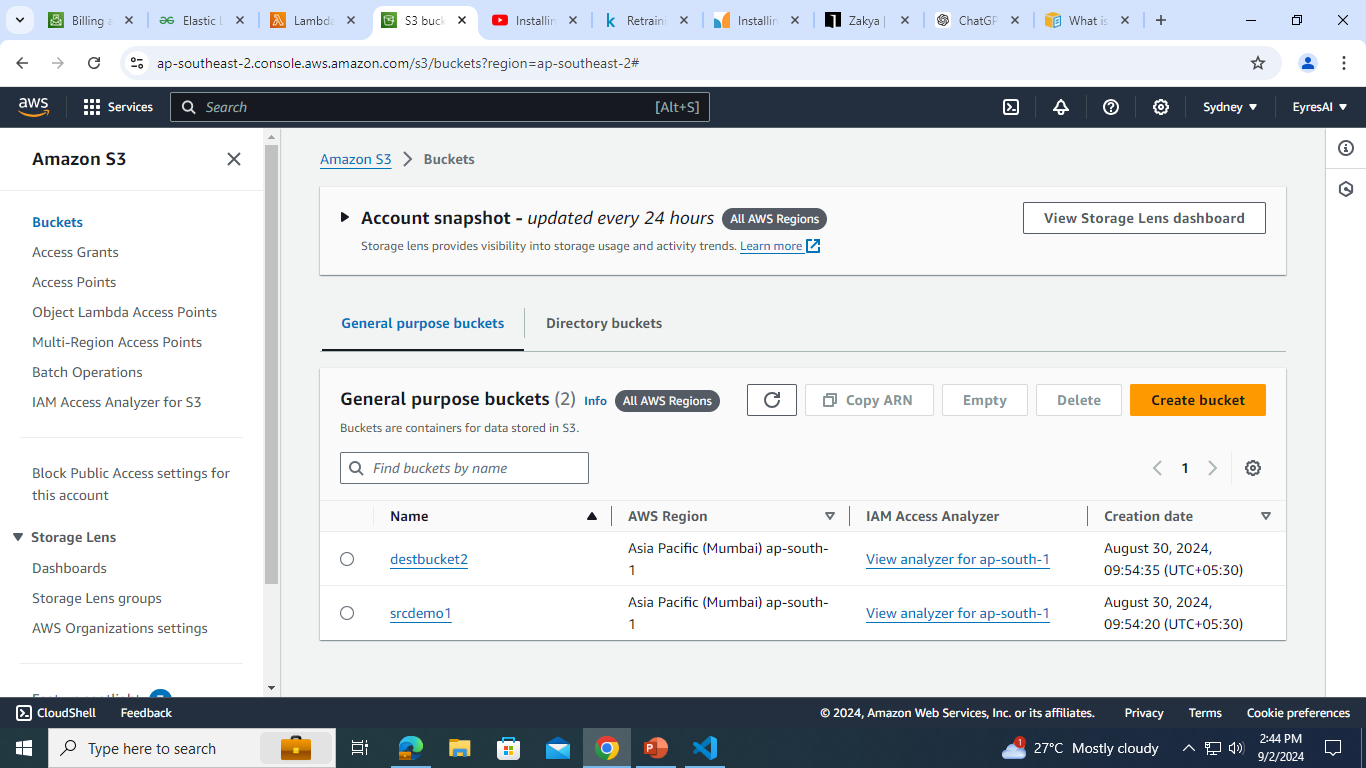 Billing a
Elastic L
Lambda
S3 buck
Installin
Retraini
Installin
Zakya |
ChatGP
What is
ap-southeast-2.console.aws.amazon.com/s3/buckets?region=ap-southeast-2#
aws
Services
Search
[Alt+S]
Sydney
EyresAI
Amazon S3
Buckets
Access Grants
Access Points
Object Lambda Access Points
Multi-Region Access Points
Batch Operations
IAM Access Analyzer for S3
Block Public Access settings for
this account
Storage Lens
Dashboards
Storage Lens groups
AWS Organizations settings
Amazon S3 > Buckets
Account snapshot - updated every 24 hours All AWS Regions
View Storage Lens dashboard
Storage lens provides visibility into storage usage and activity trends. Learn more
General purpose buckets
Directory buckets
General purpose buckets (2) Info All AWS Regions
Copy ARN
Empty
Delete
Create bucket
Buckets are containers for data stored in S3.
Find buckets by name
1
Name
AWS Region
IAM Access Analyzer
Creation date
destbucket2
Asia Pacific (Mumbai) ap-south-
1
View analyzer for ap-south-1
August 30, 2024,
09:54:35 (UTC+05:30)
srcdemo1
Asia Pacific (Mumbai) ap-south-
1
View analyzer for ap-south-1
August 30, 2024,
09:54:20 (UTC+05:30)
CloudShell
Feedback
© 2024, Amazon Web Services, Inc. or its affiliates.
Privacy
Terms
Cookie preferences
Type here to search
1
27°C Mostly cloudy
2:44 PM
9/2/2024